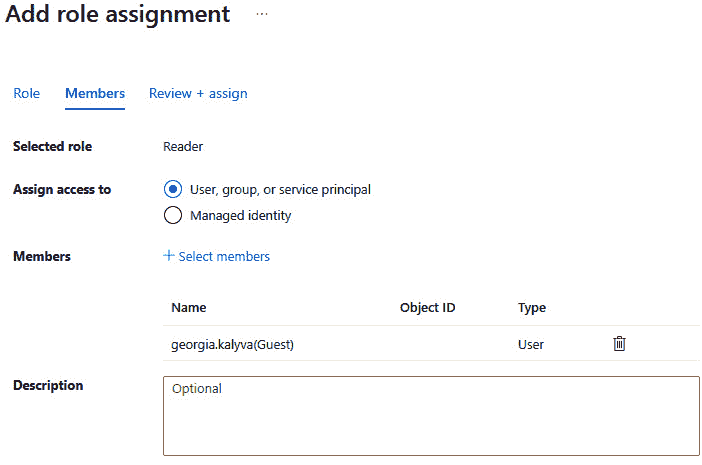 Add role assignment ...
Role Members Review + assign
Selected role Reader
Assign access to User, group, or service principal
Managed identity
Members + Select members
Name Object ID Type
georgia.kalyva(Guest) User
Description Optional